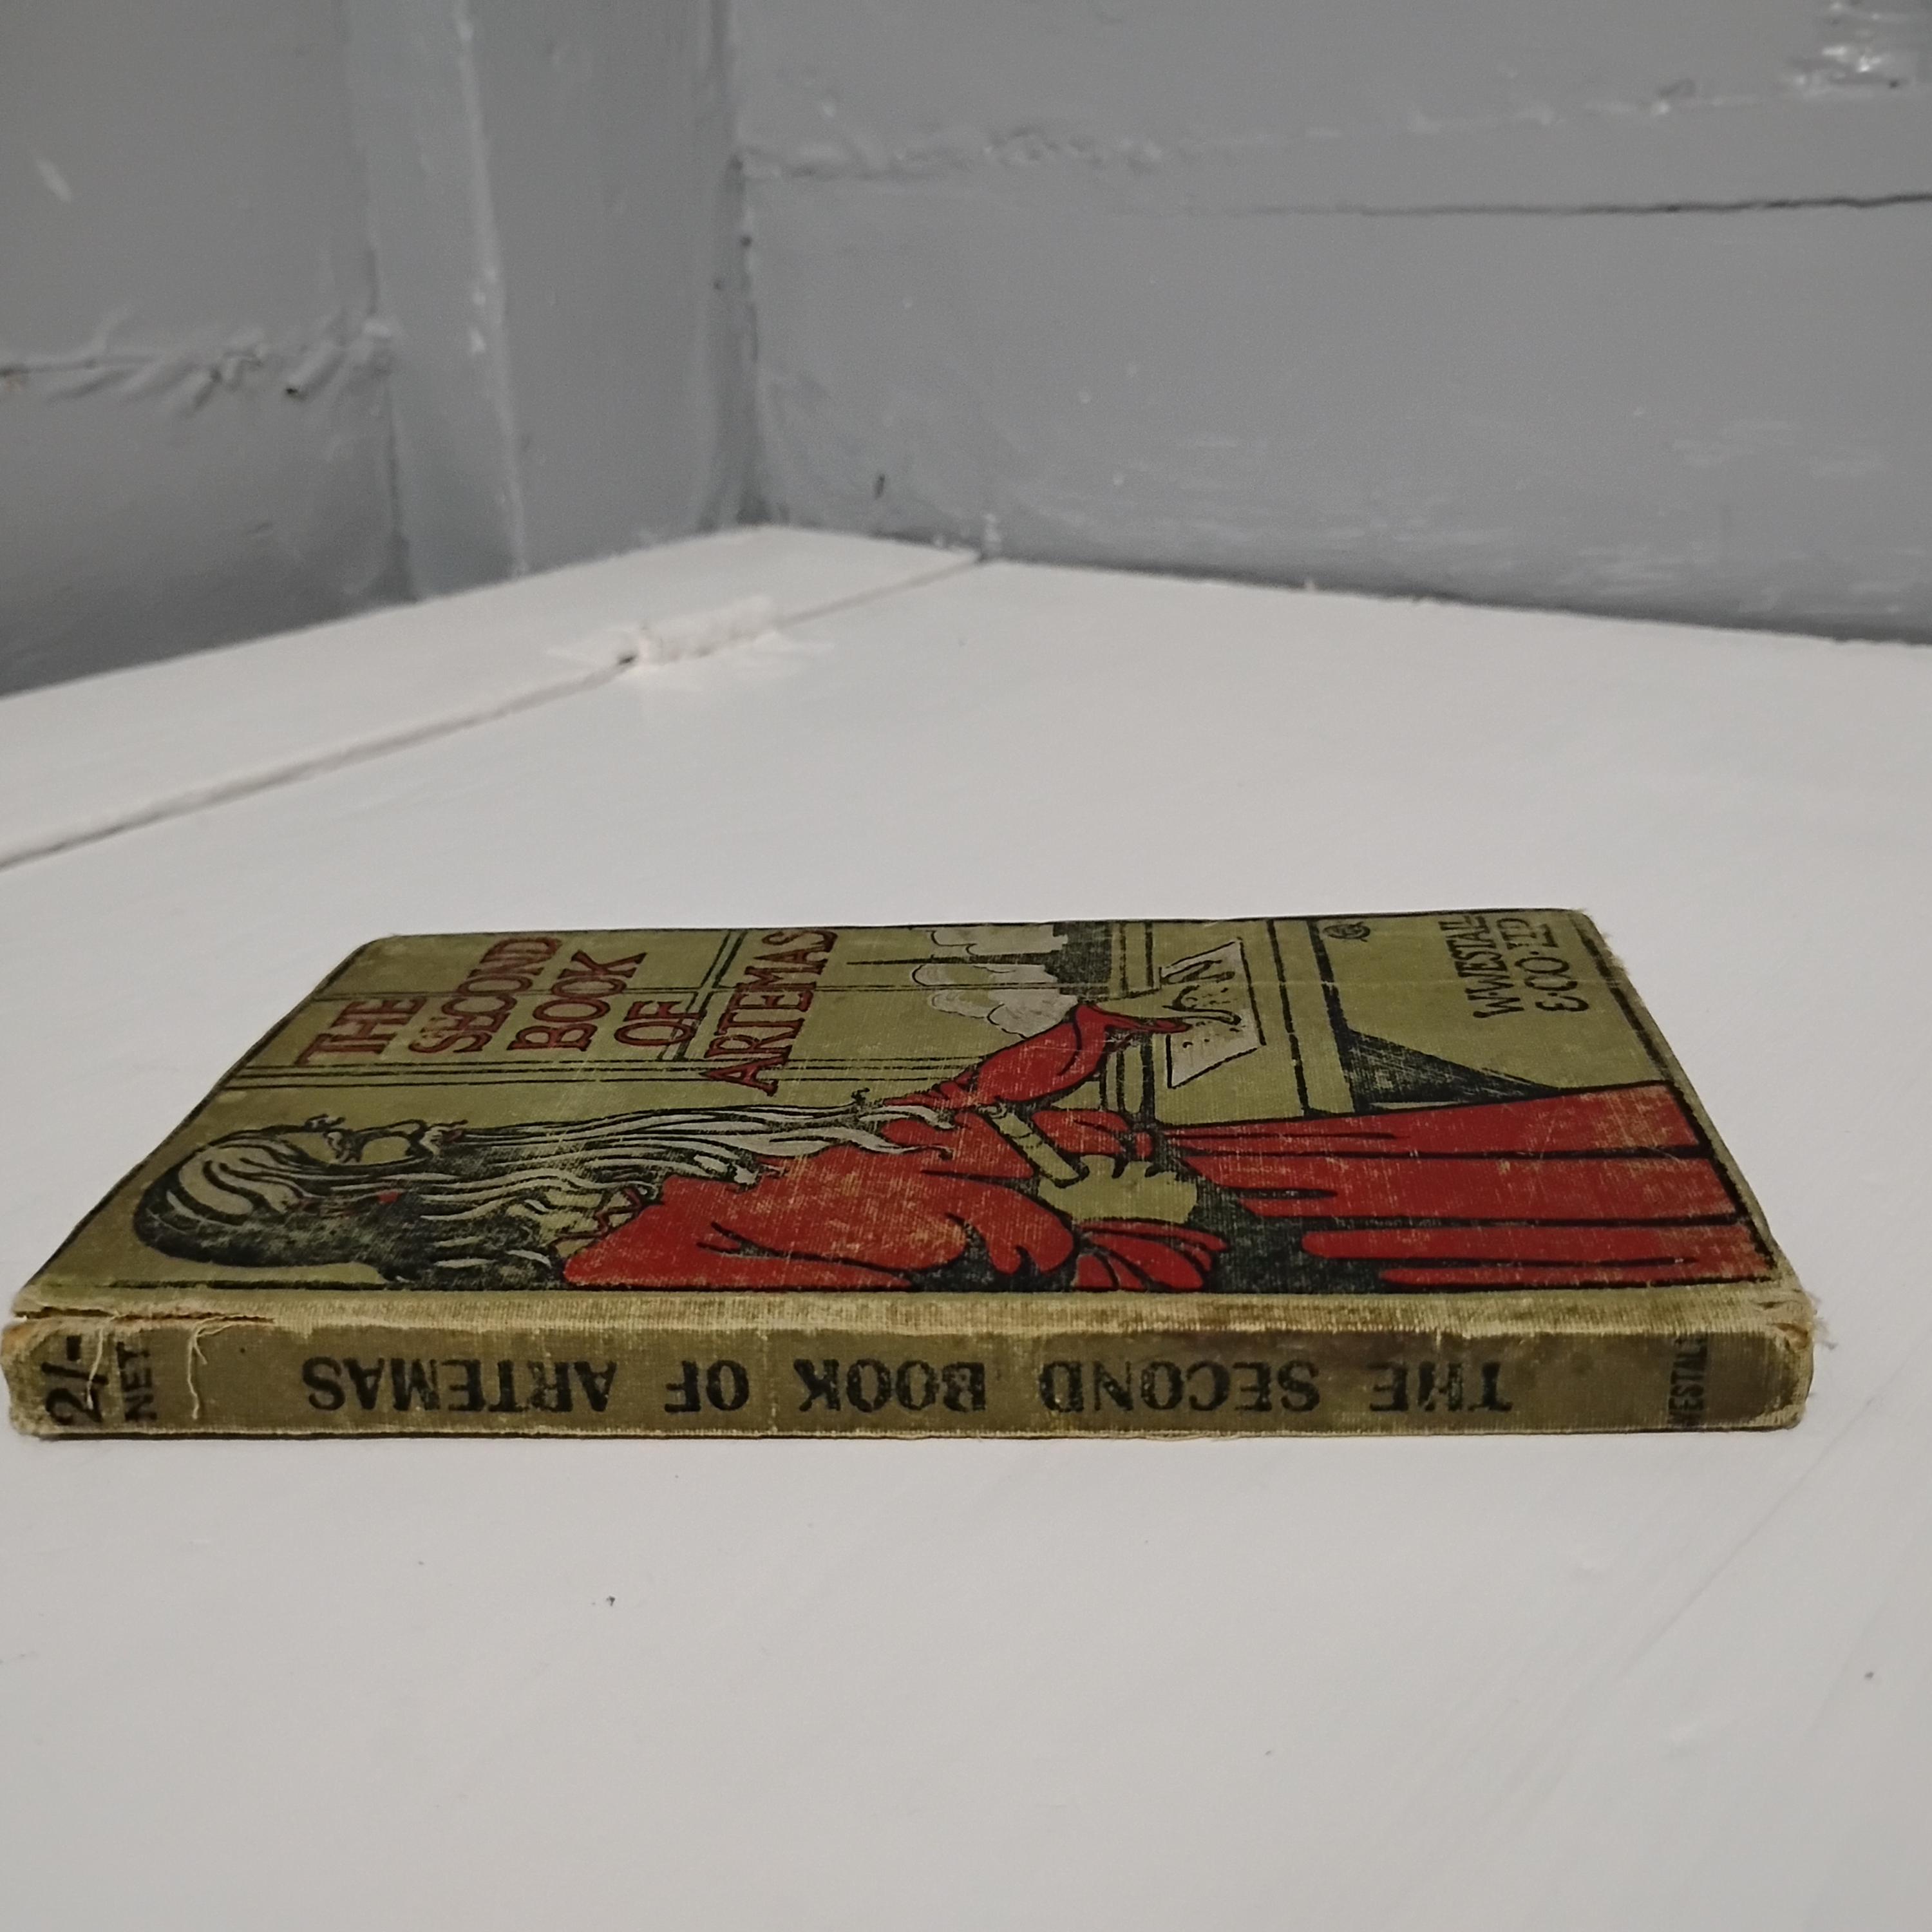 THE
SECOND
BOOK
OF
ARTEMAS
W·WESTALL
& CO·LTD
2/-
NET
THE SECOND BOOK OF ARTEMAS
WESTALL